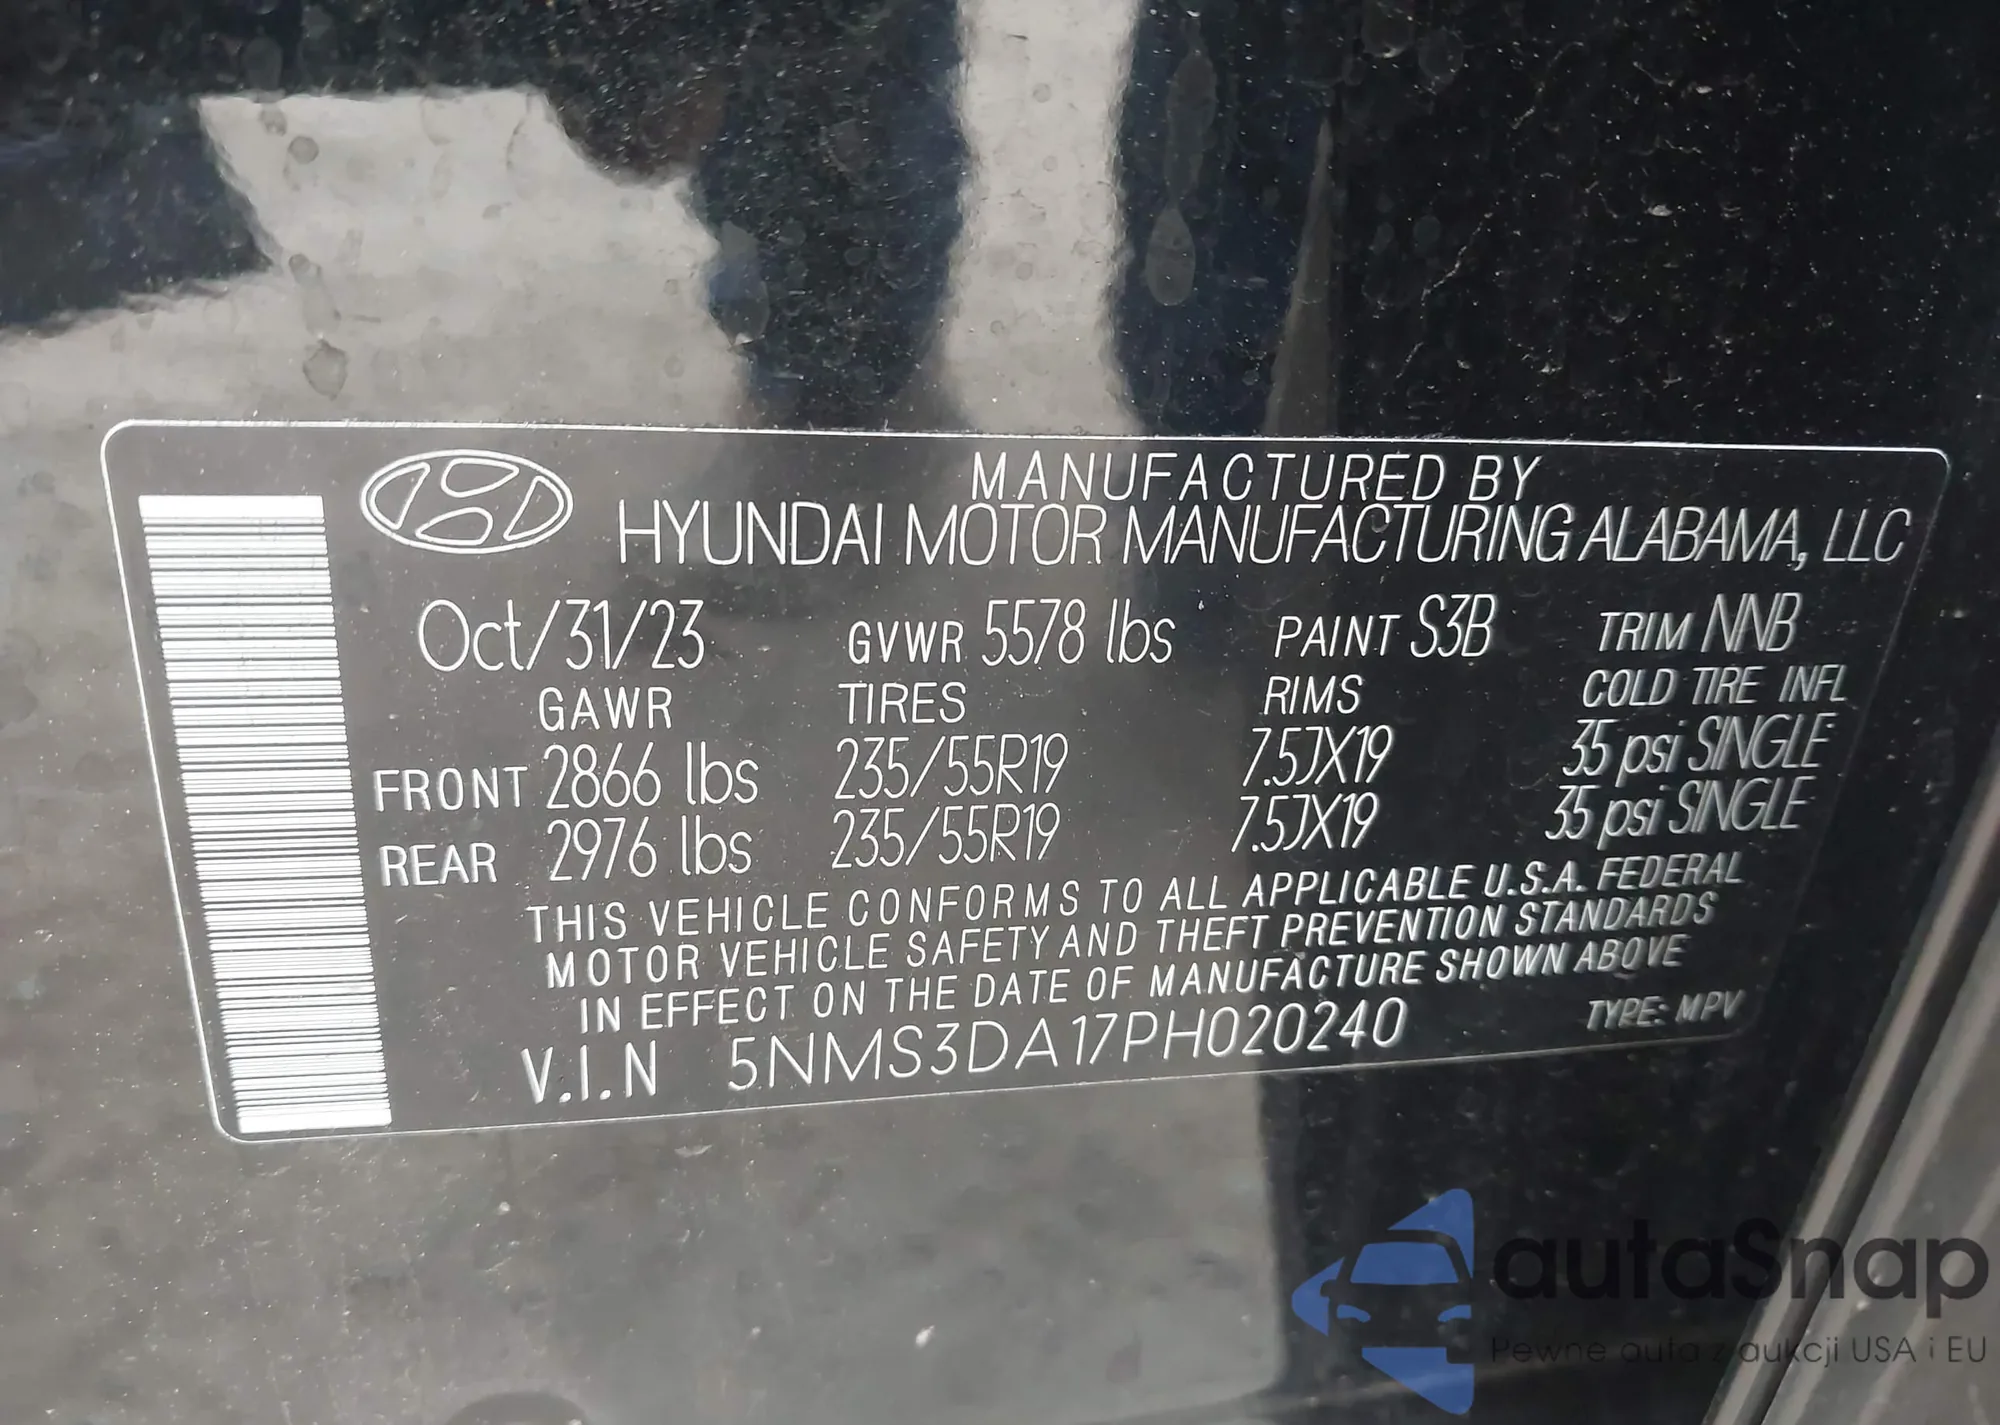 MANUFACTURED BY
HYUNDAI MOTOR MANUFACTURING ALABAMA, LLC
Oct/31/23 GVWR 5578 lbs PAINT S3B TRIM NNB
GAWR TIRES RIMS COLD TIRE INFL
FRONT 2866 lbs 235/55R19 7.5JX19 35 psi SINGLE
REAR 2976 lbs 235/55R19 7.5JX19 35 psi SINGLE
THIS VEHICLE CONFORMS TO ALL APPLICABLE U.S.A. FEDERAL
MOTOR VEHICLE SAFETY AND THEFT PREVENTION STANDARDS
IN EFFECT ON THE DATE OF MANUFACTURE SHOWN ABOVE
V.I.N 5NMS3DA17PH020240 TYPE: MPV
autaSnap
Pewne auta z aukcji USA i EU